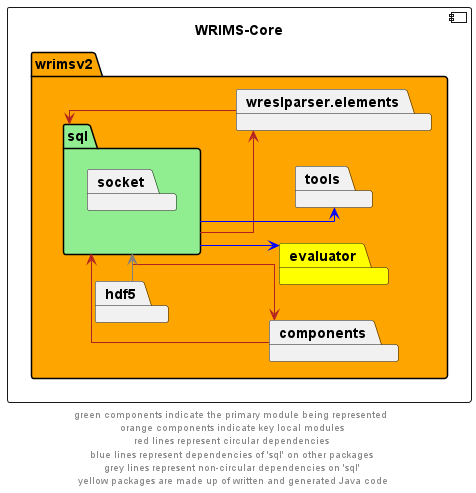 WRIMS-Core
wrimsv2
wreslparser.elements
sql
socket
tools
evaluator
hdf5
components
green components indicate the primary module being represented
orange components indicate key local modules
red lines represent circular dependencies
blue lines represent dependencies of 'sql' on other packages
grey lines represent non-circular dependencies on 'sql'
yellow packages are made up of written and generated Java code